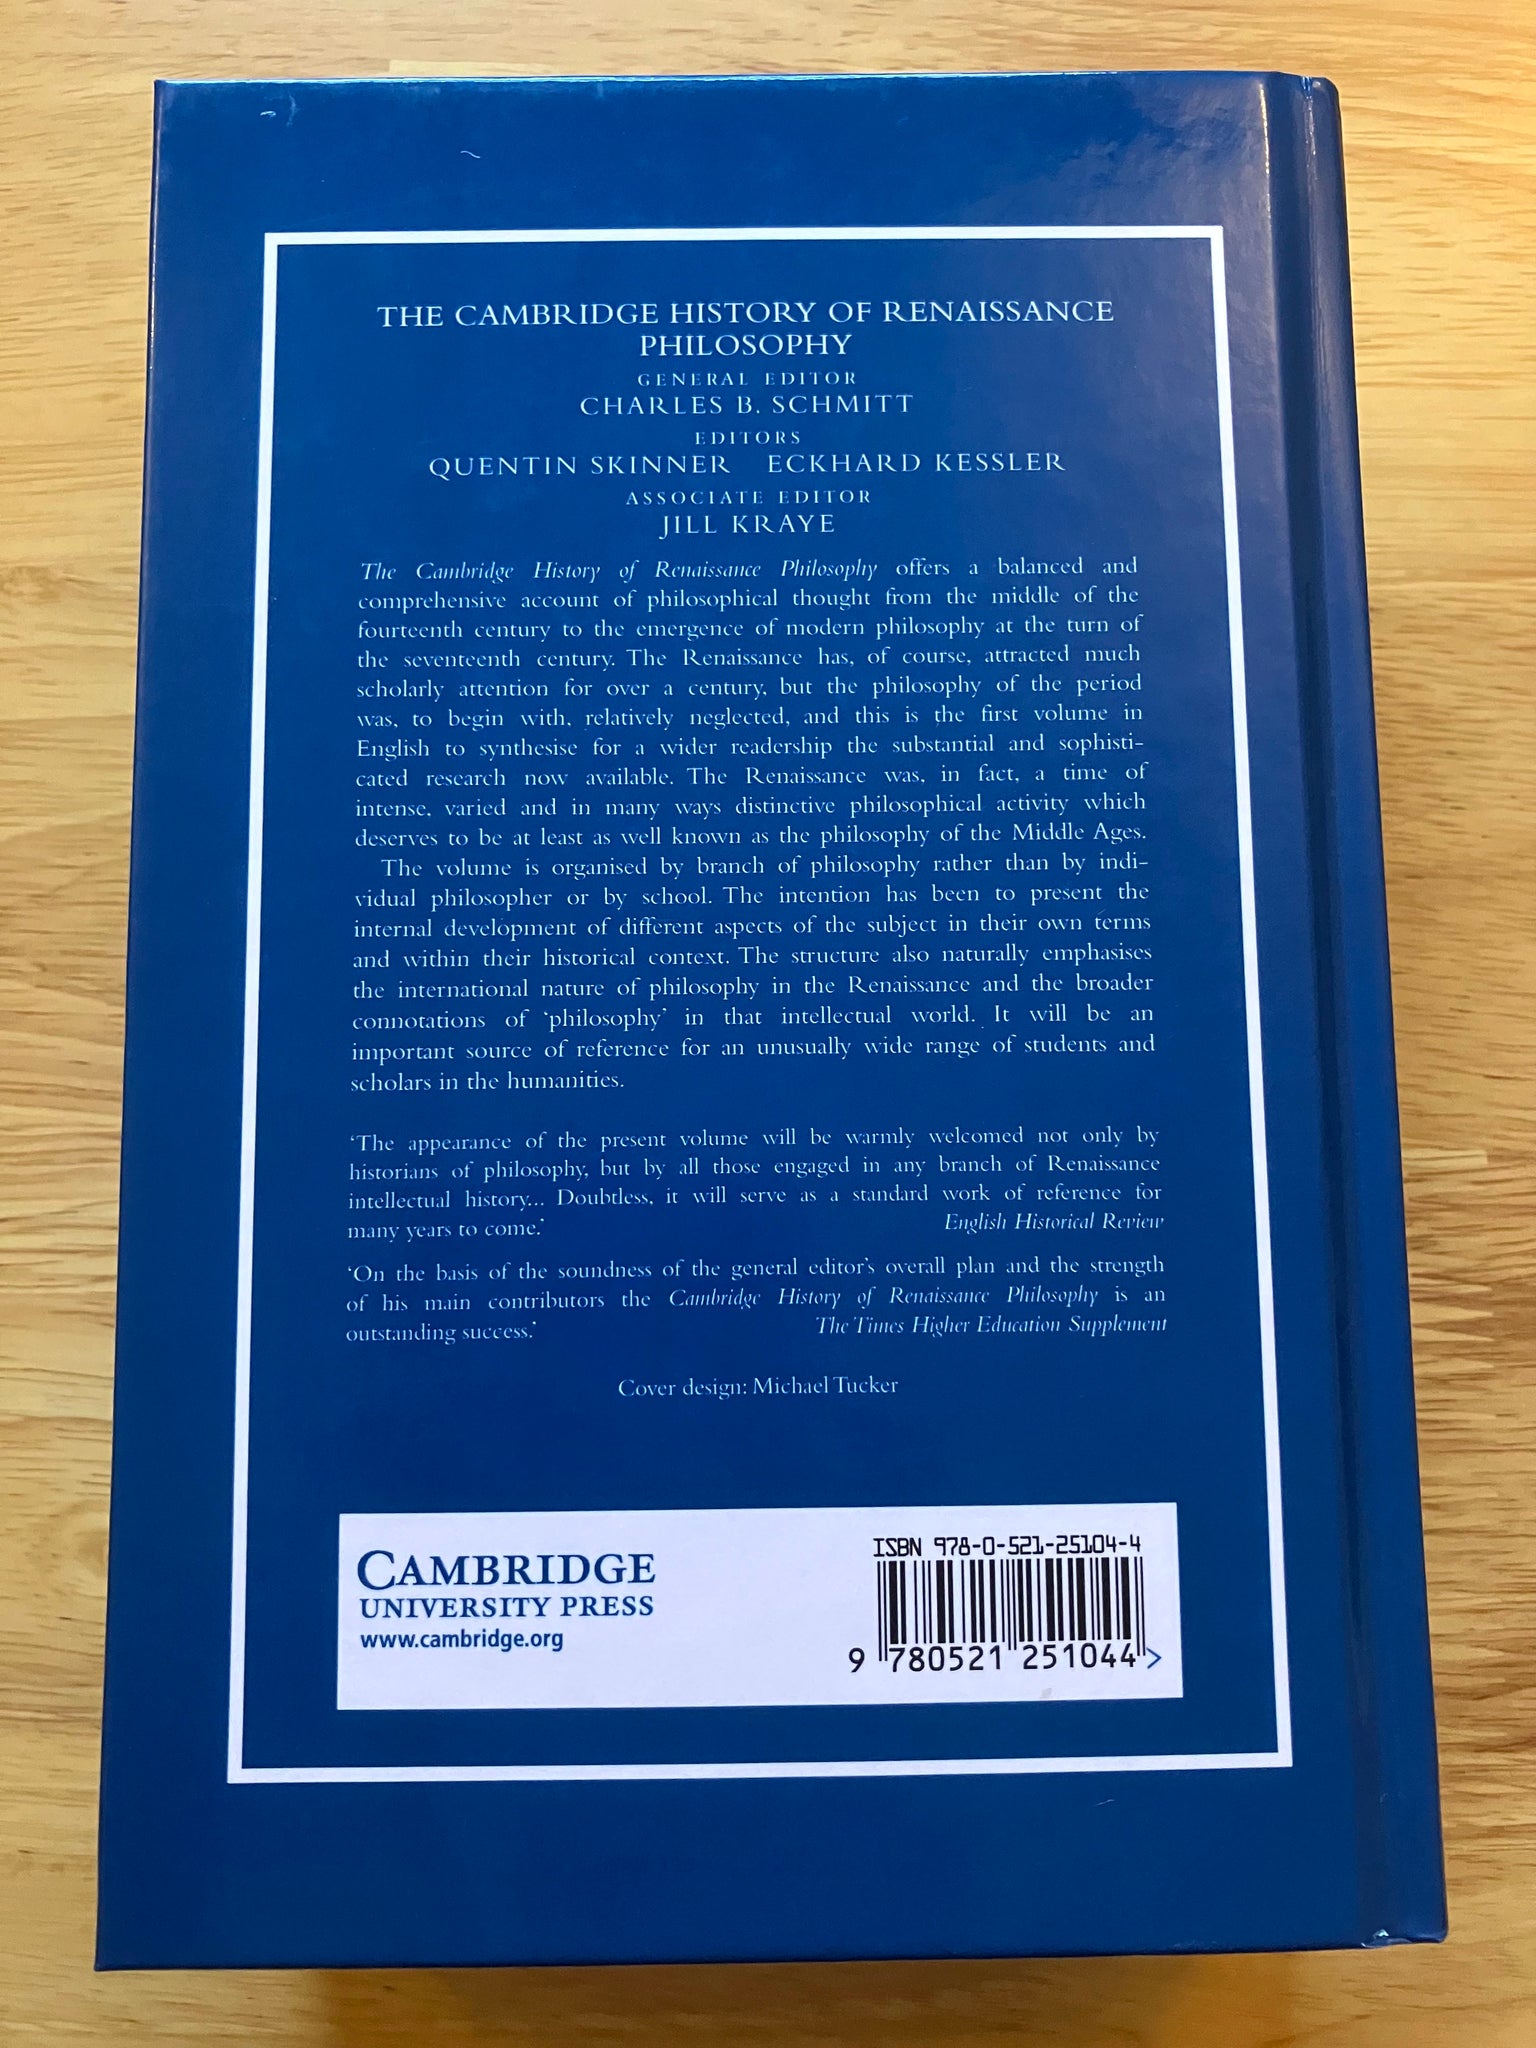 THE CAMBRIDGE HISTORY OF RENAISSANCE
PHILOSOPHY
GENERAL EDITOR
CHARLES B. SCHMITT
EDITORS
QUENTIN SKINNER ECKHARD KESSLER
ASSOCIATE EDITOR
JILL KRAYE
The Cambridge History of Renaissance Philosophy offers a balanced and
comprehensive account of philosophical thought from the middle of the
fourteenth century to the emergence of modern philosophy at the turn of
the seventeenth century. The Renaissance has, of course, attracted much
scholarly attention for over a century, but the philosophy of the period
was, to begin with, relatively neglected, and this is the first volume in
English to synthesise for a wider readership the substantial and sophisti-
cated research now available. The Renaissance was, in fact, a time of
intense, varied and in many ways distinctive philosophical activity which
deserves to be at least as well known as the philosophy of the Middle Ages.
The volume is organised by branch of philosophy rather than by indi-
vidual philosopher or by school. The intention has been to present the
internal development of different aspects of the subject in their own terms
and within their historical context. The structure also naturally emphasises
the international nature of philosophy in the Renaissance and the broader
connotations of ‘philosophy’ in that intellectual world. It will be an
important source of reference for an unusually wide range of students and
scholars in the humanities.
‘The appearance of the present volume will be warmly welcomed not only by
historians of philosophy, but by all those engaged in any branch of Renaissance
intellectual history... Doubtless, it will serve as a standard work of reference for
many years to come.’ English Historical Review
‘On the basis of the soundness of the general editor’s overall plan and the strength
of his main contributors the Cambridge History of Renaissance Philosophy is an
outstanding success.’ The Times Higher Education Supplement
Cover design: Michael Tucker
CAMBRIDGE
UNIVERSITY PRESS
www.cambridge.org
ISBN 978-0-521-25104-4
9 780521 251044 >